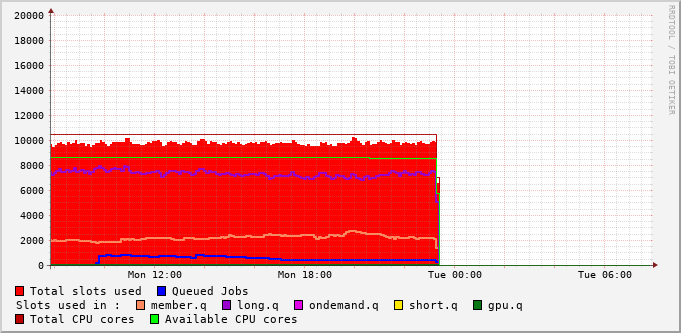 RRDTOOL / TOBI OETIKER
20000
18000
16000
14000
12000
10000
8000
6000
4000
2000
0
Mon 12:00 Mon 18:00 Tue 00:00 Tue 06:00
Total slots used Queued Jobs
Slots used in : member.q long.q ondemand.q short.q gpu.q
Total CPU cores Available CPU cores